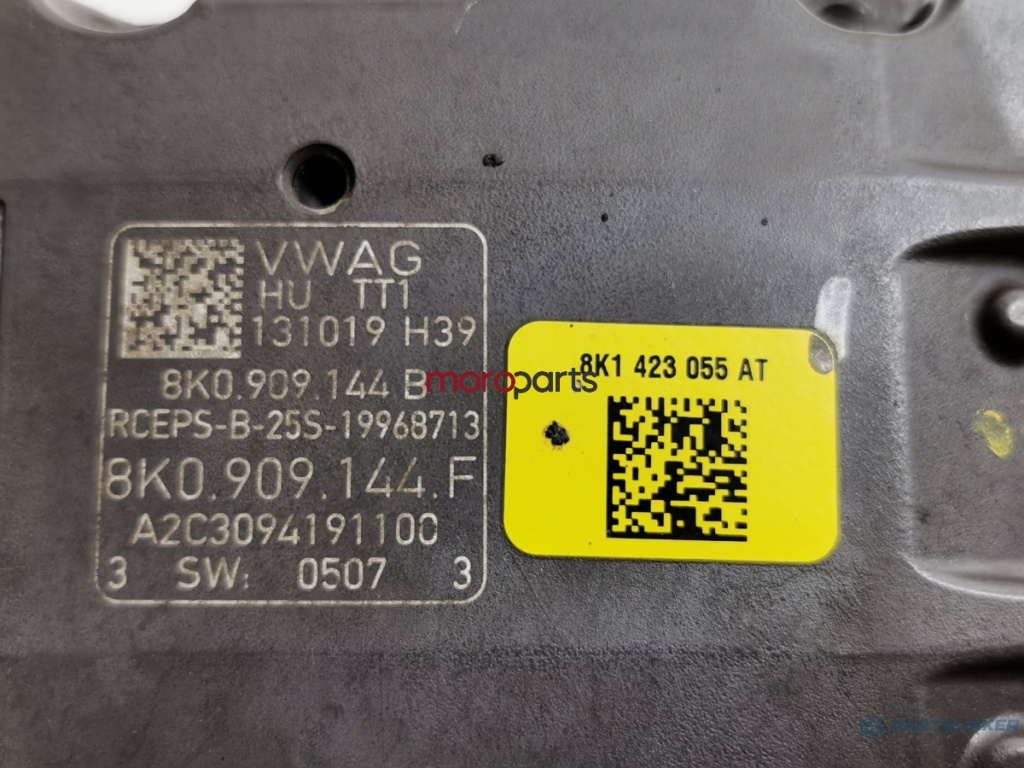 VWAG
HU TT1
131019 H39
8K0.909.144 B
RCEPS-B-25S-19968713
8K0.909.144.F
A2C3094191100
3 SW: 0507 3
8K1 423 055 AT
moroparts